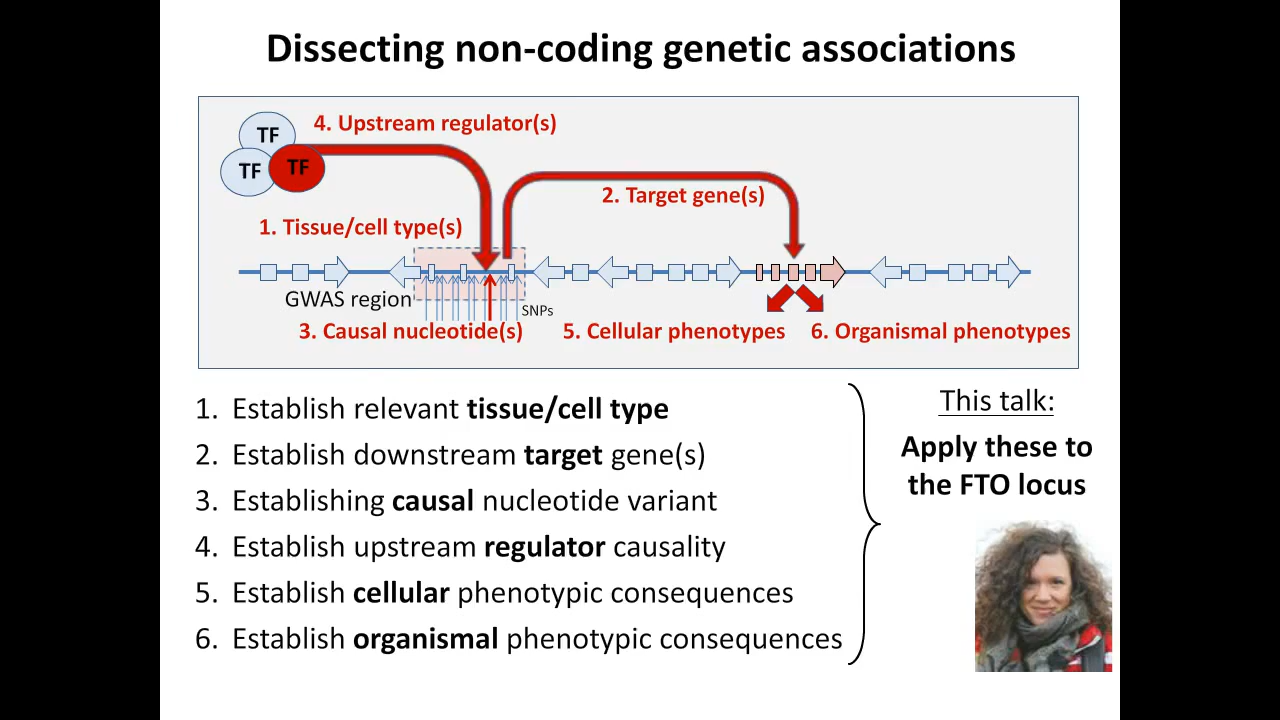 Dissecting non-coding genetic associations
TF
TF
TF
4. Upstream regulator(s)
2. Target gene(s)
1. Tissue/cell type(s)
GWAS region
SNPs
3. Causal nucleotide(s)
5. Cellular phenotypes
6. Organismal phenotypes
1. Establish relevant tissue/cell type
2. Establish downstream target gene(s)
3. Establishing causal nucleotide variant
4. Establish upstream regulator causality
5. Establish cellular phenotypic consequences
6. Establish organismal phenotypic consequences
This talk:
Apply these to
the FTO locus